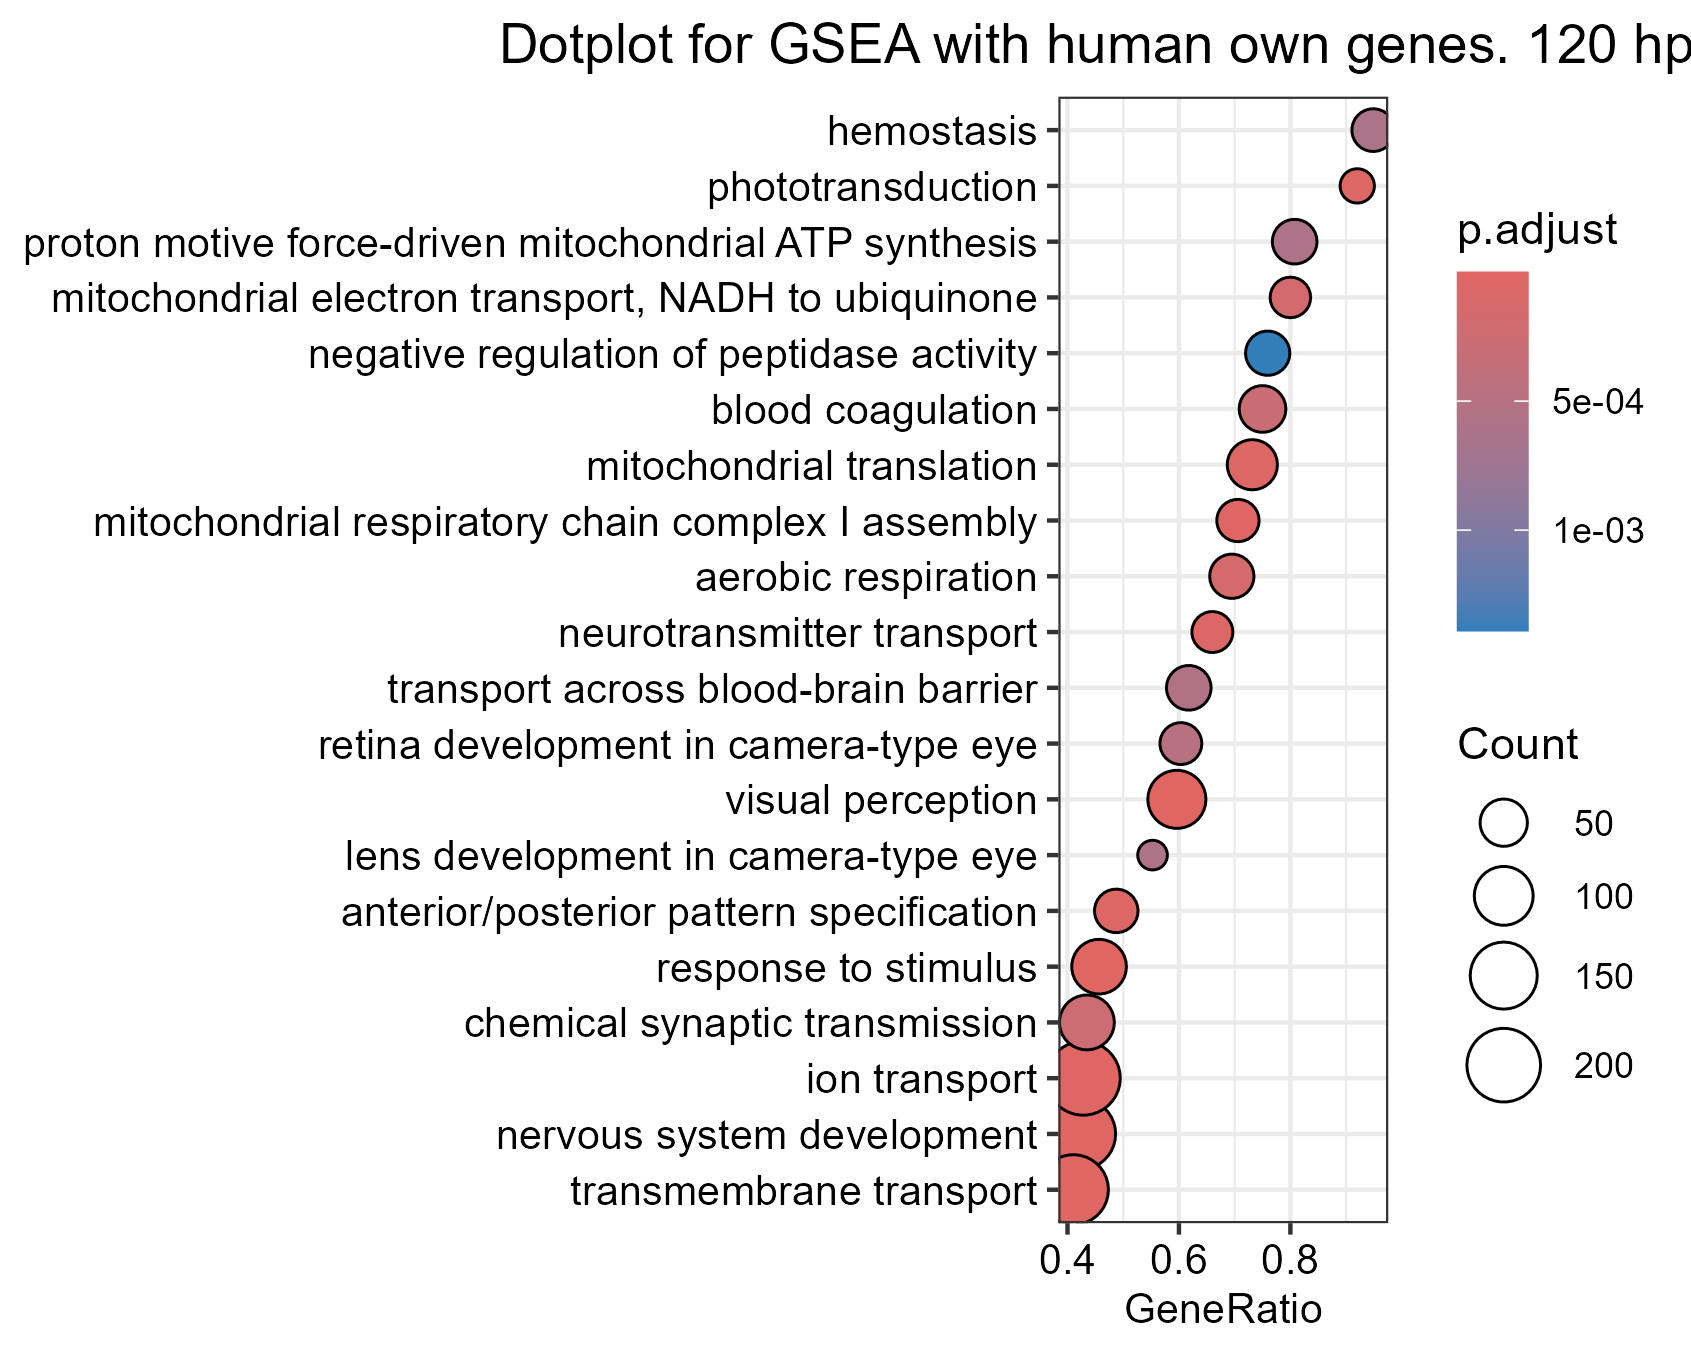 Dotplot for GSEA with human own genes. 120 hp
hemostasis
phototransduction
proton motive force-driven mitochondrial ATP synthesis
mitochondrial electron transport, NADH to ubiquinone
negative regulation of peptidase activity
blood coagulation
mitochondrial translation
mitochondrial respiratory chain complex I assembly
aerobic respiration
neurotransmitter transport
transport across blood-brain barrier
retina development in camera-type eye
visual perception
lens development in camera-type eye
anterior/posterior pattern specification
response to stimulus
chemical synaptic transmission
ion transport
nervous system development
transmembrane transport
0.4 0.6 0.8
GeneRatio
p.adjust
5e-04
1e-03
Count
50
100
150
200